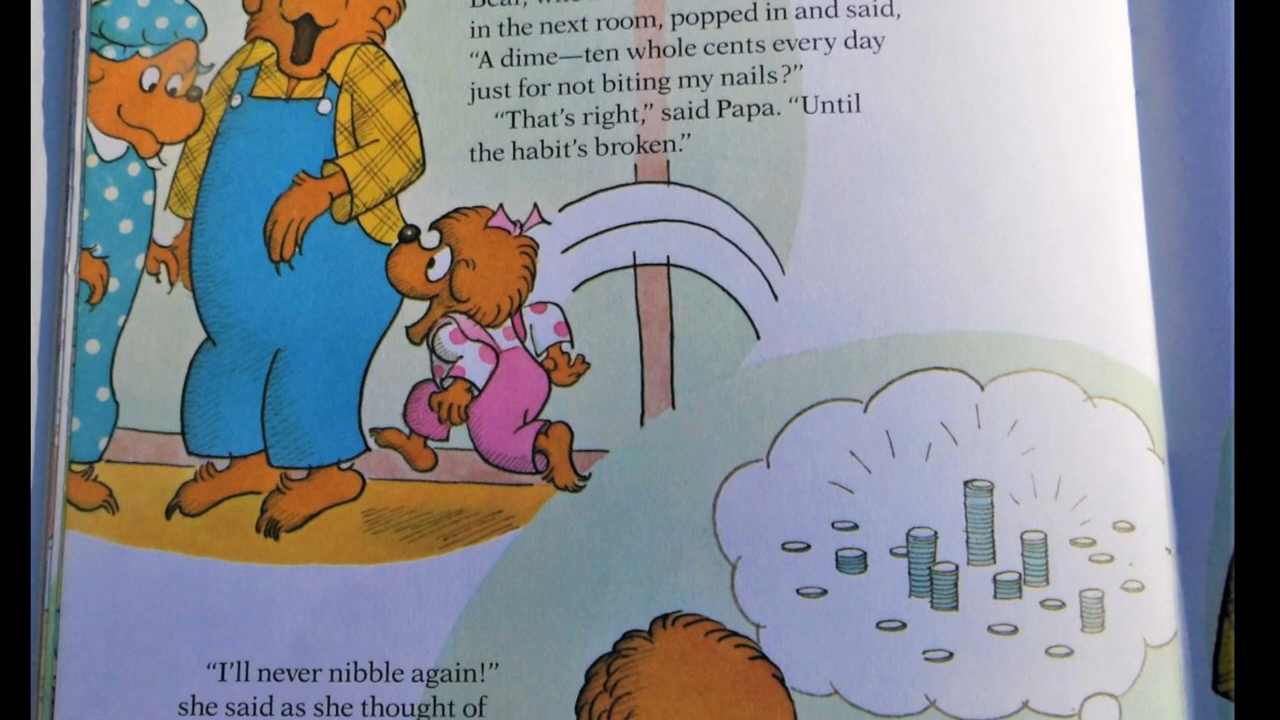 Bear,
in the next room, popped in and said,
“A dime—ten whole cents every day
just for not biting my nails?”
“That’s right,” said Papa. “Until
the habit’s broken.”
“I’ll never nibble again!”
she said as she thought of